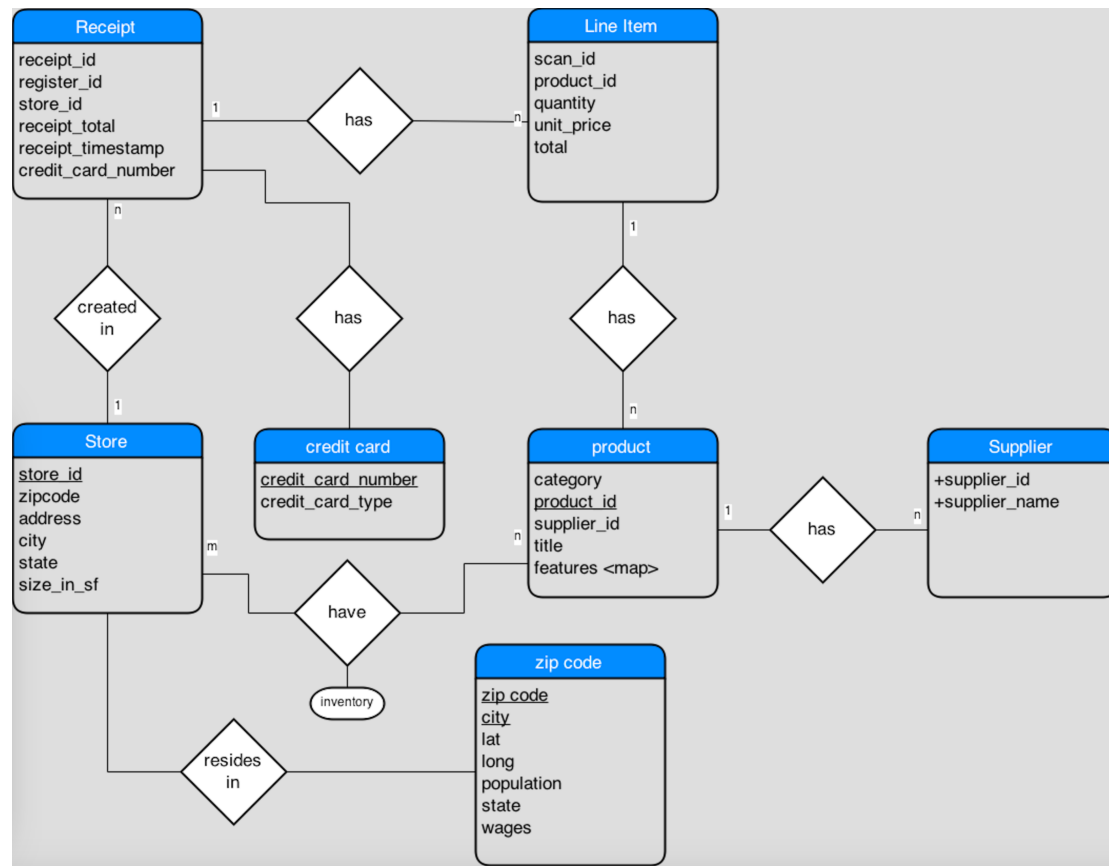 Receipt
receipt_id
register_id
store_id
receipt_total
receipt_timestamp
credit_card_number
1
has
n
Line Item
scan_id
product_id
quantity
unit_price
total
n
created
in
1
has
1
has
n
Store
store_id
zipcode
address
city
state
size_in_sf
credit card
credit_card_number
credit_card_type
product
category
product_id
supplier_id
title
features <map>
1
has
n
Supplier
+supplier_id
+supplier_name
m
have
n
inventory
resides
in
zip code
zip code
city
lat
long
population
state
wages